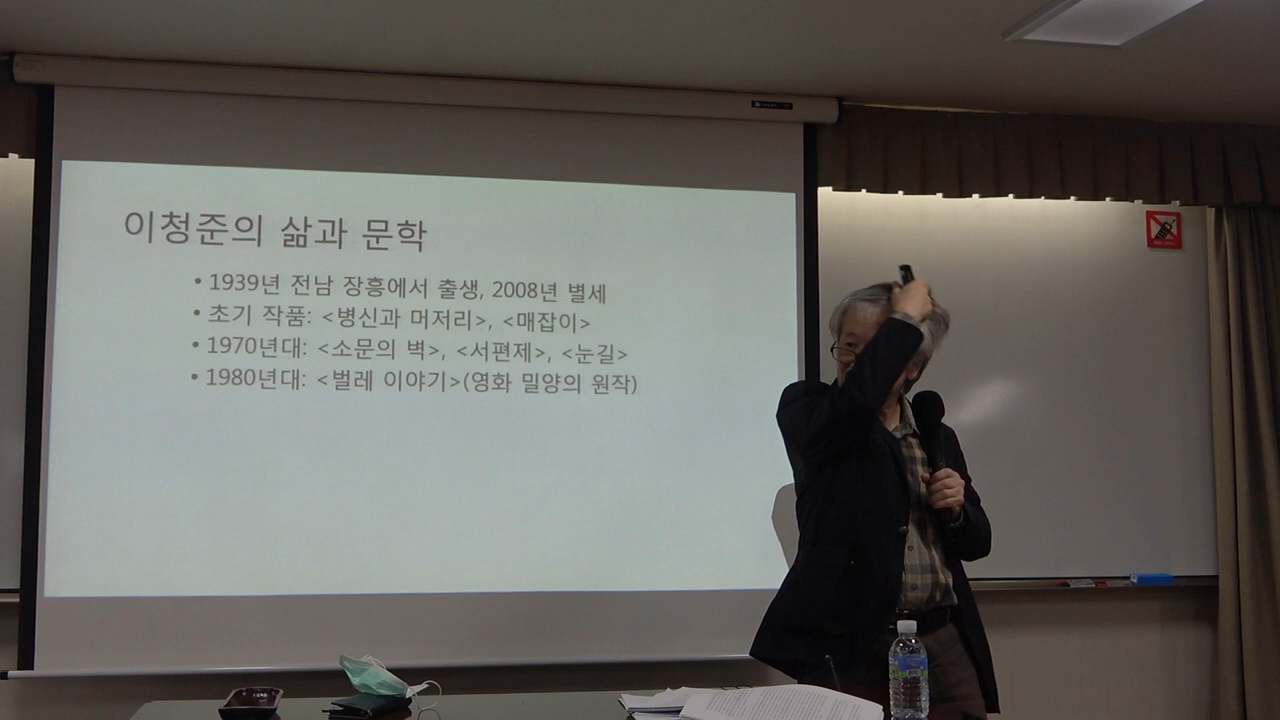 이청준의 삶과 문학
• 1939년 전남 장흥에서 출생, 2008년 별세
• 초기 작품: <병신과 머저리>, <매잡이>
• 1970년대: <소문의 벽>, <서편제>, <눈길>
• 1980년대: <벌레 이야기>(영화 밀양의 원작)